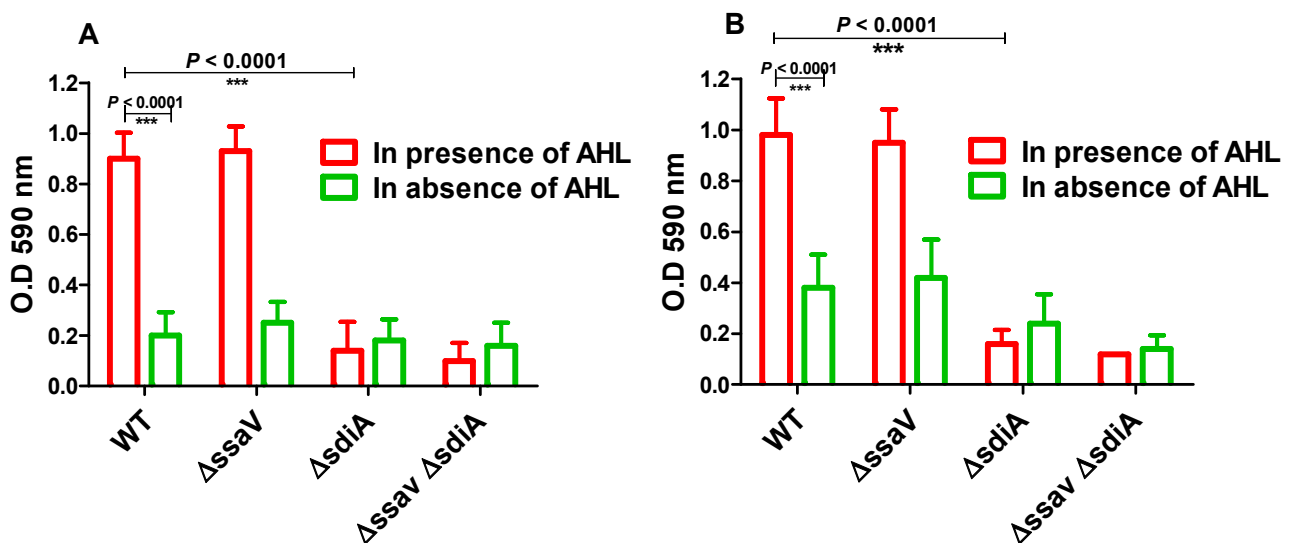 A
P < 0.0001
***
P < 0.0001
***
1.2
1.0
0.8
0.6
0.4
0.2
0.0
O.D 590 nm
In presence of AHL
In absence of AHL
WT
ΔssaV
ΔsdiA
Δssav ΔsdiA
B
P < 0.0001
***
P < 0.0001
***
1.2
1.0
0.8
0.6
0.4
0.2
0.0
O.D 590 nm
In presence of AHL
In absence of AHL
WT
ΔssaV
ΔsdiA
Δssav ΔsdiA